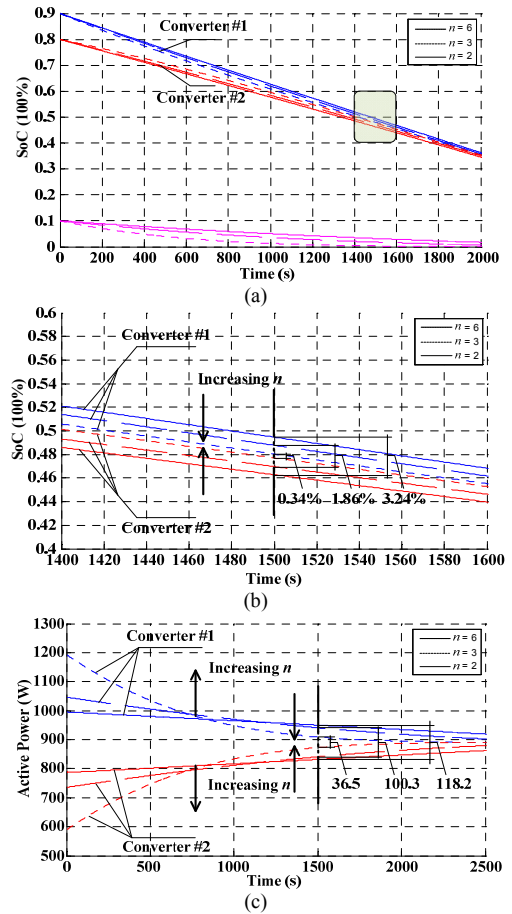 (a)
Converter #1
Converter #2
n = 6
n = 3
n = 2
SoC (100%)
0.9
0.8
0.7
0.6
0.5
0.4
0.3
0.2
0.1
0
0 200 400 600 800 1000 1200 1400 1600 1800 2000
Time (s)
(a)
0.6
0.58
0.56
0.54
0.52
0.5
0.48
0.46
0.44
0.42
0.4
SoC (100%)
Converter #1
Increasing n
n = 6
n = 3
n = 2
0.34% 1.86% 3.24%
Converter #2
1400 1420 1440 1460 1480 1500 1520 1540 1560 1580 1600
Time (s)
(b)
1300
1200
1100
1000
900
800
700
600
500
Active Power (W)
Converter #1
Increasing n
n = 6
n = 3
n = 2
Increasing n
36.5 100.3 118.2
Converter #2
0 500 1000 1500 2000 2500
Time (s)
(c)